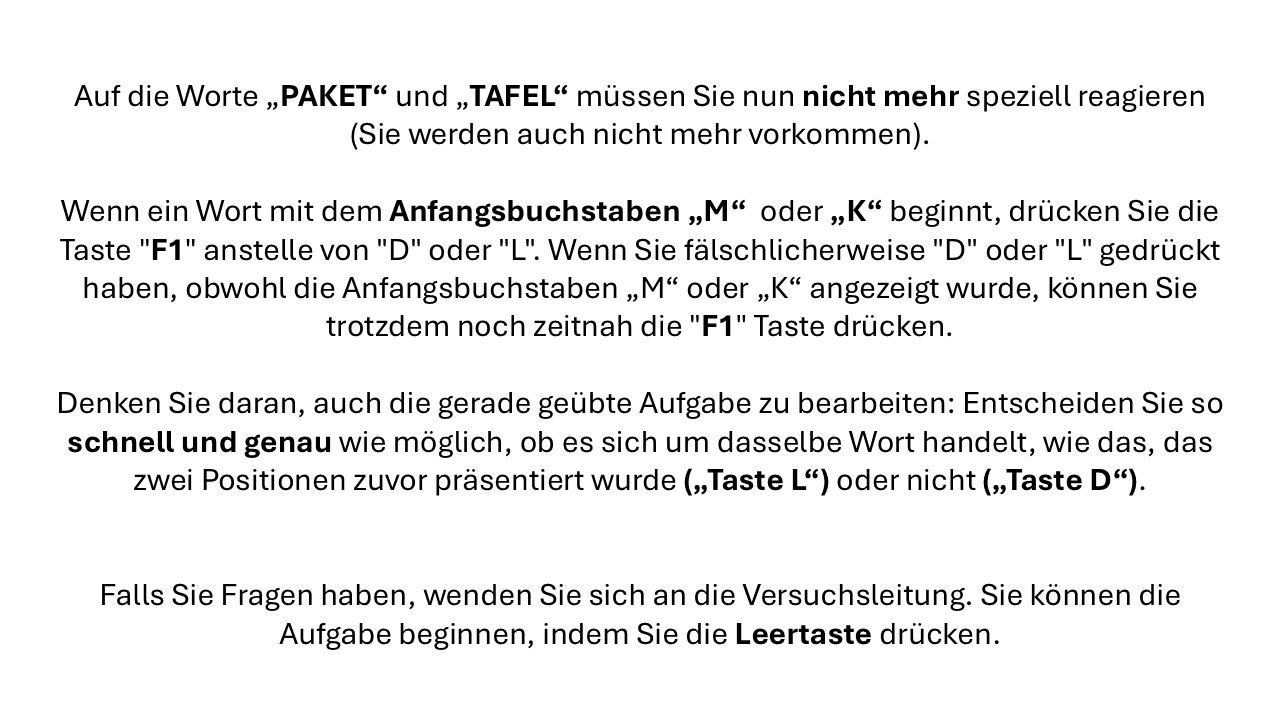 Auf die Worte „PAKET“ und „TAFEL“ müssen Sie nun nicht mehr speziell reagieren
(Sie werden auch nicht mehr vorkommen).
Wenn ein Wort mit dem Anfangsbuchstaben „M“  oder „K“ beginnt, drücken Sie die
Taste "F1" anstelle von "D" oder "L". Wenn Sie fälschlicherweise "D" oder "L" gedrückt
haben, obwohl die Anfangsbuchstaben „M“ oder „K“ angezeigt wurde, können Sie
trotzdem noch zeitnah die "F1" Taste drücken.
Denken Sie daran, auch die gerade geübte Aufgabe zu bearbeiten: Entscheiden Sie so
schnell und genau wie möglich, ob es sich um dasselbe Wort handelt, wie das, das
zwei Positionen zuvor präsentiert wurde („Taste L“) oder nicht („Taste D“).
Falls Sie Fragen haben, wenden Sie sich an die Versuchsleitung. Sie können die
Aufgabe beginnen, indem Sie die Leertaste drücken.